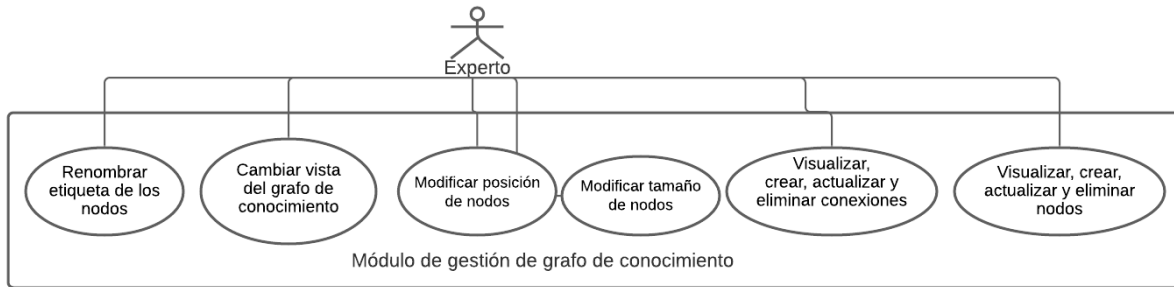 Experto
Renombrar
etiqueta de los
nodos
Cambiar vista
del grafo de
conocimiento
Modificar posición
de nodos
Modificar tamaño
de nodos
Visualizar,
crear, actualizar y
eliminar conexiones
Visualizar, crear,
actualizar y eliminar
nodos
Módulo de gestión de grafo de conocimiento